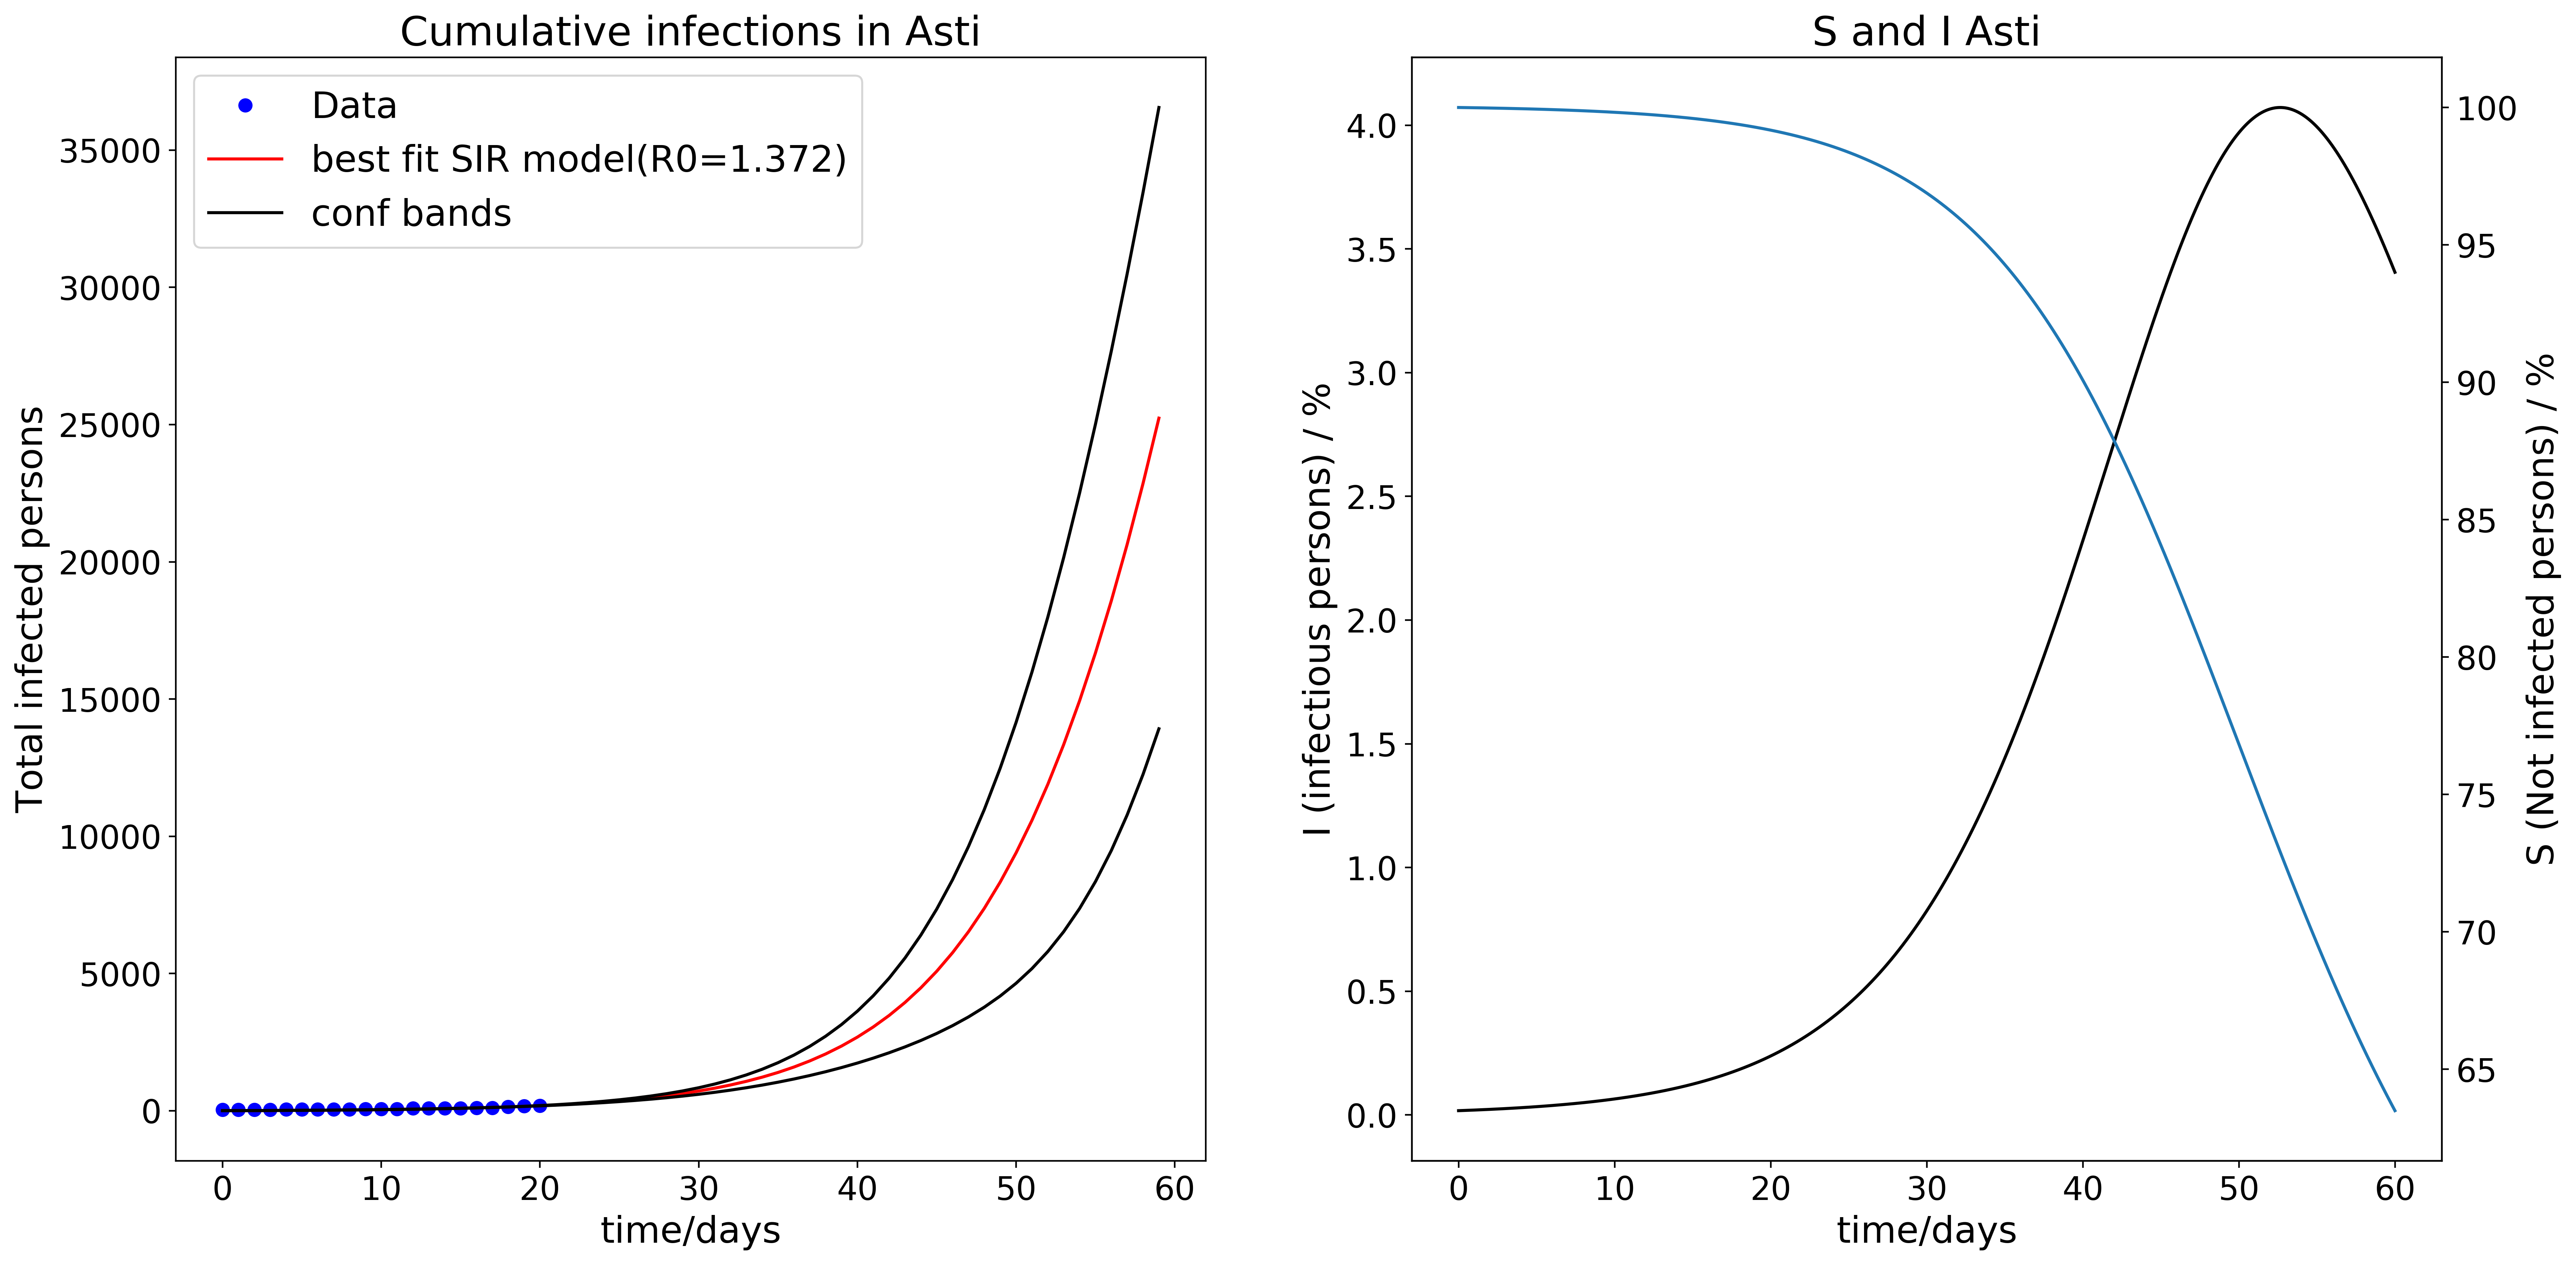 Cumulative infections in Asti
Data
best fit SIR model(R0=1.372)
conf bands
Total infected persons
35000
30000
25000
20000
15000
10000
5000
0
0 10 20 30 40 50 60
time/days
S and I Asti
I (infectious persons) / %
4.0
3.5
3.0
2.5
2.0
1.5
1.0
0.5
0.0
100
95
90
85
80
75
70
65
S (Not infected persons) / %
0 10 20 30 40 50 60
time/days